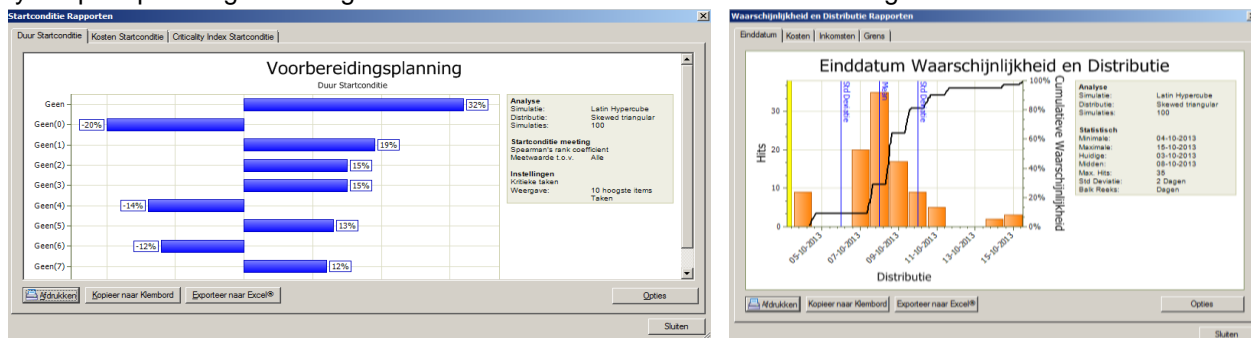 Startconditie Rapporten
Duur Startconditie
Kosten Startconditie
Criticality Index Startconditie
Voorbereidingsplanning
Duur Startconditie
Geen 32%
Geen(0) -20%
Geen(1) 19%
Geen(2) 15%
Geen(3) 15%
Geen(4) -14%
Geen(5) 13%
Geen(6) -12%
Geen(7) 12%
Analyse
Simulatie: Latin Hypercube
Distributie: Skewed triangular
Simulaties: 100
Startconditie meeting
Spearman's rank coefficient
Meetwaarde t.o.v. Alle
Instellingen
Kritieke taken
Weergave: 10 hoogste items
Taken
Afdrukken
Kopieer naar Klembord
Exporteer naar Excel®
Opties
Sluiten
Waarschijnlijkheid en Distributie Rapporten
Einddatum
Kosten
Inkomsten
Grens
Einddatum Waarschijnlijkheid en Distributie
Hits
30
20
10
0
Std Deviatie
Std Deviatie
100%
80%
60%
40%
20%
0%
Cumulatieve Waarschijnlijkheid
05-10-2013
07-10-2013
09-10-2013
11-10-2013
13-10-2013
15-10-2013
Distributie
Analyse
Simulatie: Latin Hypercube
Distributie: Skewed triangular
Simulaties: 100
Statistisch
Minimale: 04-10-2013
Maximale: 15-10-2013
Huidige: 03-10-2013
Midden: 08-10-2013
Max. Hits: 35
Std Deviatie: 2 Dagen
Balk Reeks: Dagen
Afdrukken
Kopieer naar Klembord
Exporteer naar Excel®
Opties
Sluiten